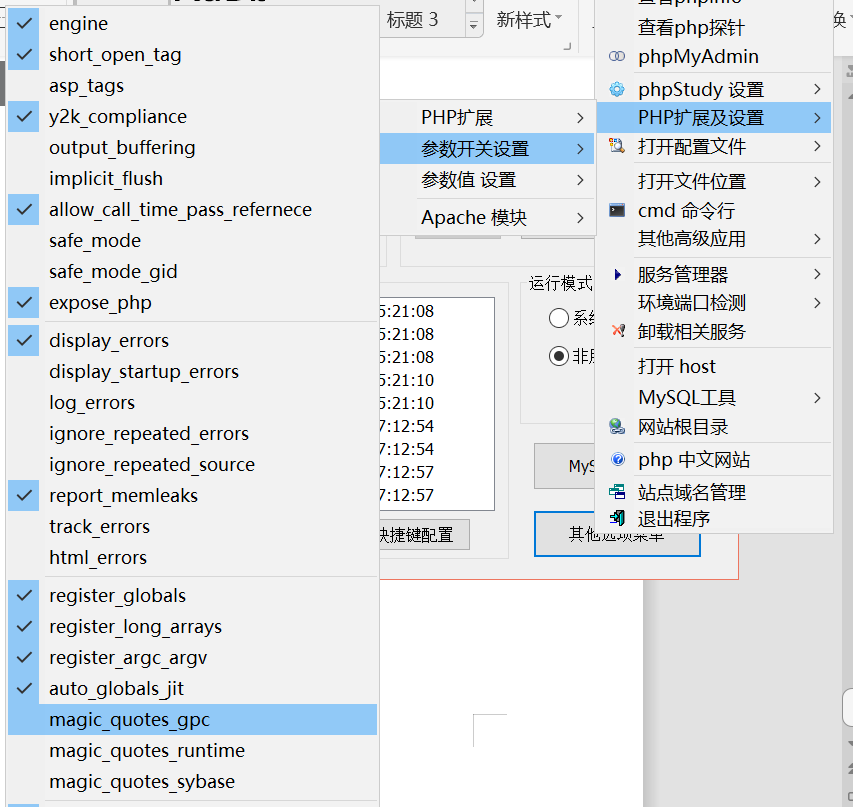 engine
short_open_tag
asp_tags
y2k_compliance
output_buffering
implicit_flush
allow_call_time_pass_refernece
safe_mode
safe_mode_gid
expose_php
display_errors
display_startup_errors
log_errors
ignore_repeated_errors
ignore_repeated_source
report_memleaks
track_errors
html_errors
register_globals
register_long_arrays
register_argc_argv
auto_globals_jit
magic_quotes_gpc
magic_quotes_runtime
magic_quotes_sybase
标题 3
新样式
换
PHP扩展
参数开关设置
参数值 设置
Apache 模块
5:21:08
5:21:08
5:21:08
5:21:10
5:21:10
7:12:54
7:12:54
7:12:57
7:12:57
快捷键配置
运行模式
系统
非服
MyS
其他选项菜单
查看phpinfo
查看php探针
phpMyAdmin
phpStudy 设置
PHP扩展及设置
打开配置文件
打开文件位置
cmd 命令行
其他高级应用
服务管理器
环境端口检测
卸载相关服务
打开 host
MySQL工具
网站根目录
php 中文网站
站点域名管理
退出程序